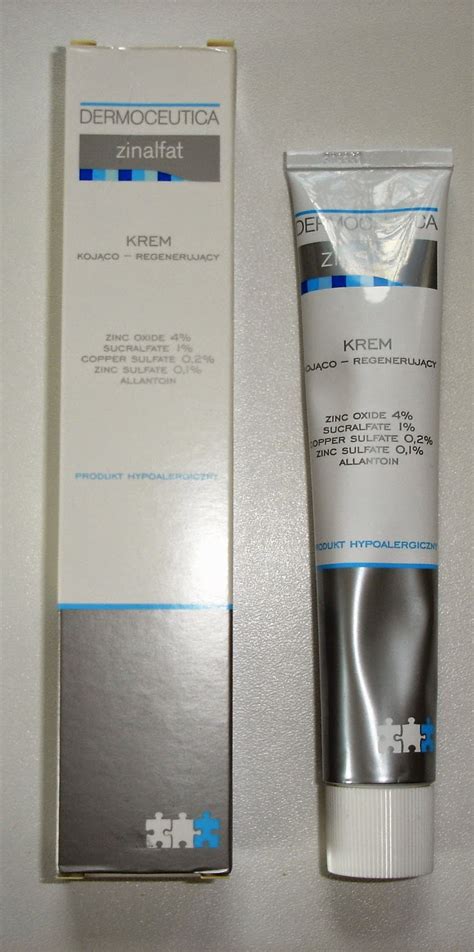 DERMOCEUTICA
zinalfat
KREM
KOJĄCO – REGENERUJĄCY
ZINC OXIDE 4%
SUCRALFATE 1%
COPPER SULFATE 0,2%
ZINC SULFATE 0,1%
ALLANTOIN
PRODUKT HYPOALERGICZNY
DERMOCEUTICA
KREM
KOJĄCO – REGENERUJĄCY
ZINC OXIDE 4%
SUCRALFATE 1%
COPPER SULFATE 0,2%
ZINC SULFATE 0,1%
ALLANTOIN
PRODUKT HYPOALERGICZNY